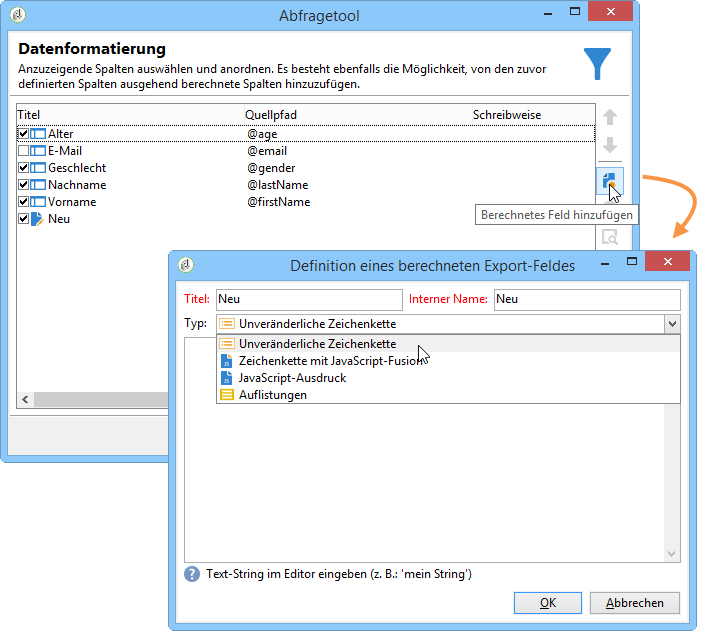 Abfragetool
Datenformatierung
Anzuzeigende Spalten auswählen und anordnen. Es besteht ebenfalls die Möglichkeit, von den zuvor
definierten Spalten ausgehend berechnete Spalten hinzuzufügen.
Titel Quellpfad Schreibweise
Alter @age
E-Mail @email
Geschlecht @gender
Nachname @lastName
Vorname @firstName
Neu
Berechnetes Feld hinzufügen
Definition eines berechneten Export-Feldes
Titel: Neu Interner Name: Neu
Typ: Unveränderliche Zeichenkette
Unveränderliche Zeichenkette
Zeichenkette mit JavaScript-Fusion
JavaScript-Ausdruck
Auflistungen
Text-String im Editor eingeben (z. B.: 'mein String')
OK Abbrechen